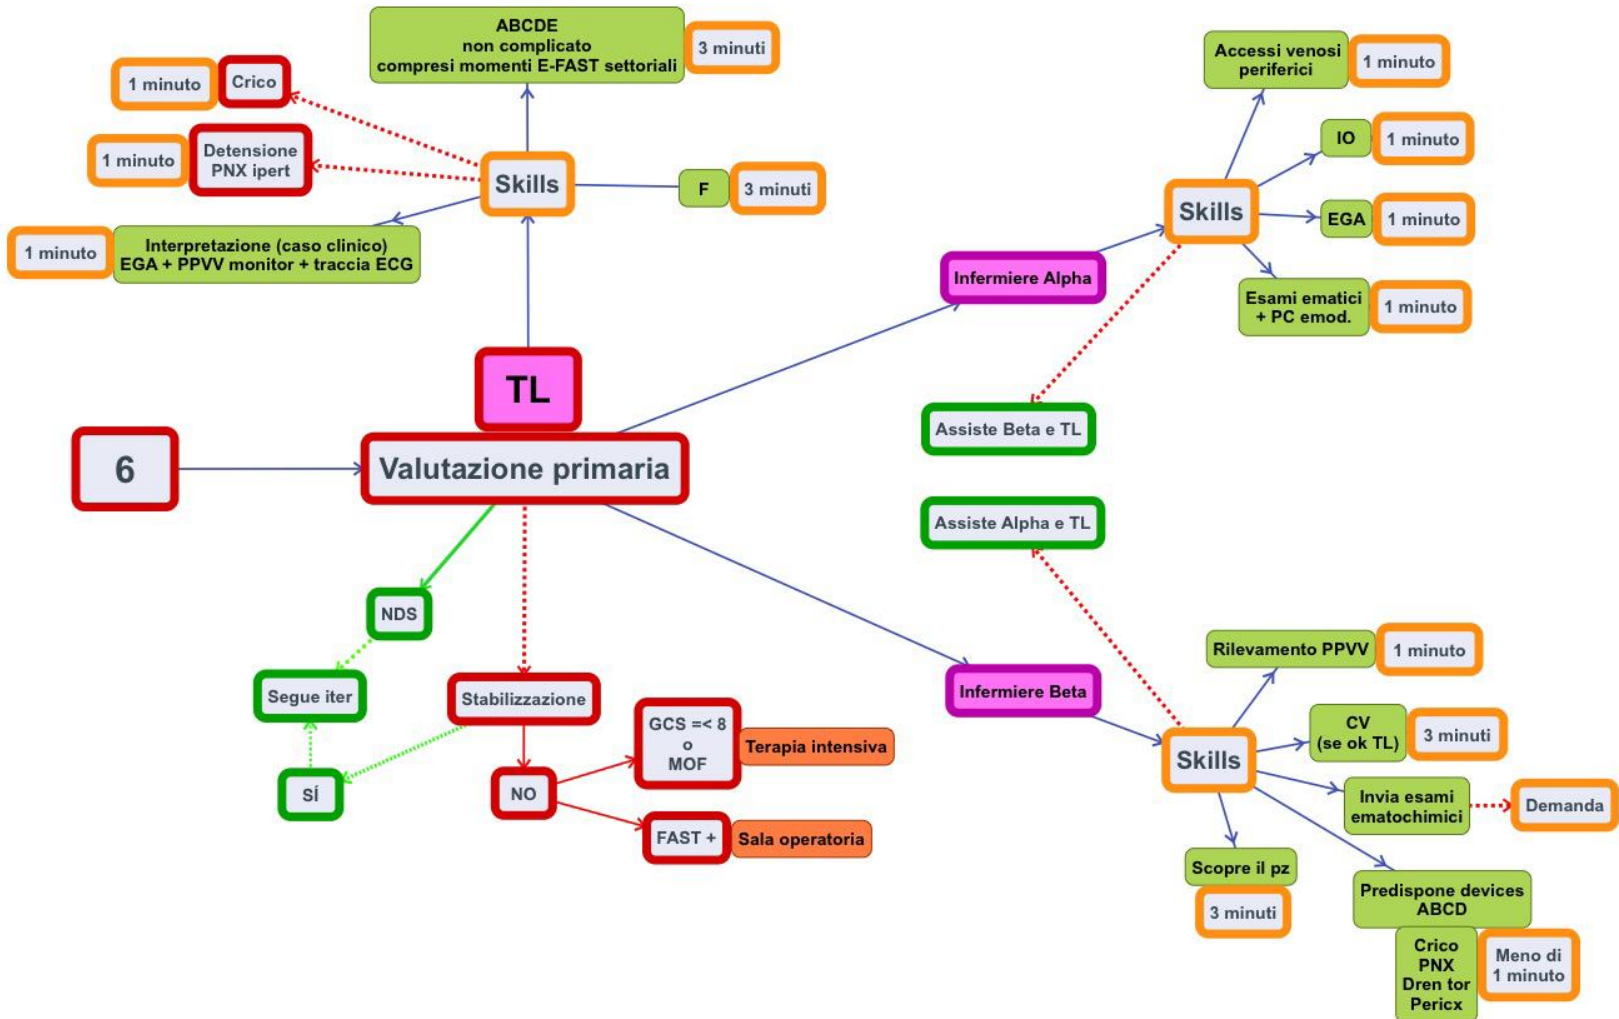 ABCDE
non complicato
compresi momenti E-FAST settoriali
3 minuti
1 minuto
Crico
1 minuto
Detensione
PNX ipert
Skills
F
3 minuti
1 minuto
Interpretazione (caso clinico)
EGA + PPVV monitor + traccia ECG
Accessi venosi
periferici
1 minuto
IO
1 minuto
Skills
EGA
1 minuto
Infermiere Alpha
Esami ematici
+ PC emod.
1 minuto
TL
Assiste Beta e TL
6
Valutazione primaria
Assiste Alpha e TL
NDS
Segue iter
Stabilizzazione
SÍ
NO
GCS =< 8
o
MOF
Terapia intensiva
FAST +
Sala operatoria
Infermiere Beta
Rilevamento PPVV
1 minuto
Skills
CV
(se ok TL)
3 minuti
Invia esami
ematochimici
Demanda
Scopre il pz
3 minuti
Predispone devices
ABCD
Crico
PNX
Dren tor
Pericx
Meno di
1 minuto